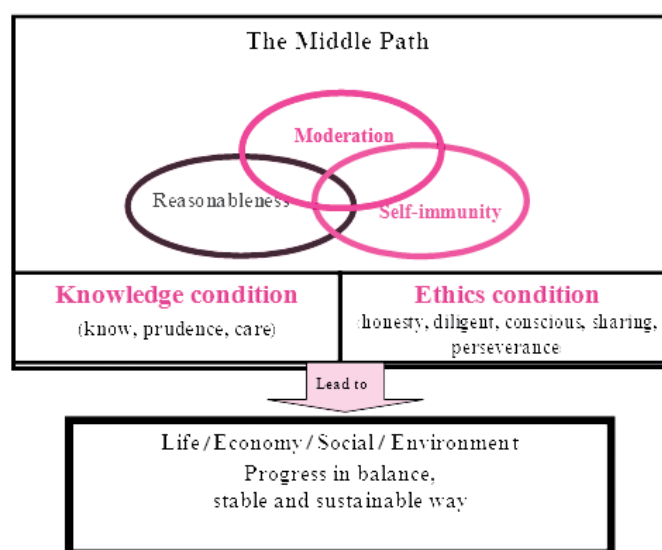 The Middle Path
Moderation
Reasonableness
Self-immunity
Knowledge condition
(know, prudence, care)
Ethics condition
(honesty, diligent, conscious, sharing,
perseverance)
Lead to
Life/Economy/Social/Environment
Progress in balance,
stable and sustainable way